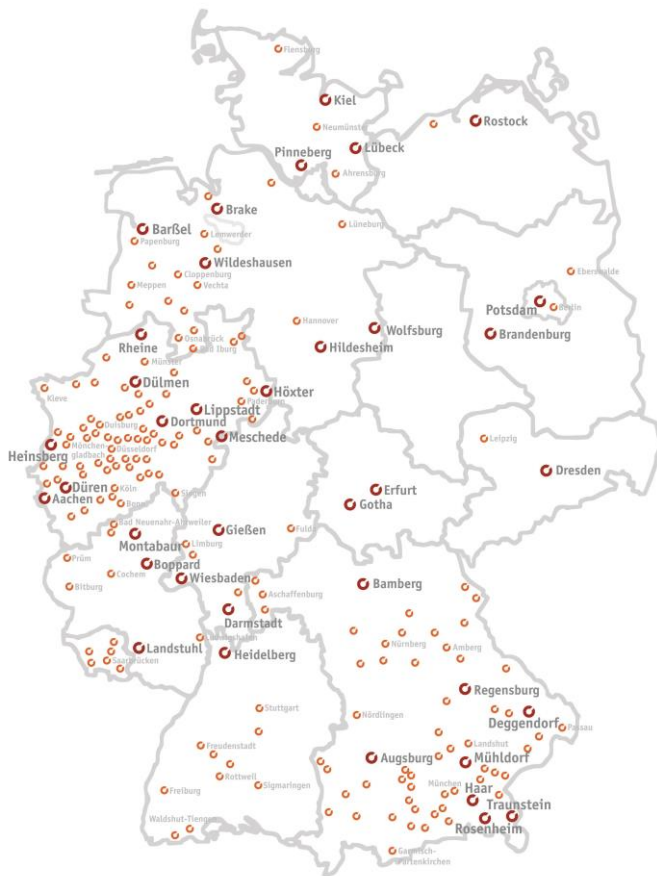 Flensburg
Kiel
Rostock
Neumünster
Lübeck
Pinneberg
Ahrensburg
Brake
Lüneburg
Barßel
Lemwerder
Papenburg
Wildeshausen
Eberswalde
Cloppenburg
Meppen
Vechta
Potsdam
Berlin
Hannover
Wolfsburg
Brandenburg
Rheine
Osnabrück
Hildesheim
Bad Iburg
Münster
Dülmen
Kleve
Höxter
Paderborn
Lippstadt
Duisburg
Dortmund
Meschede
Leipzig
Heinsberg
Mönchen-
gladbach
Düsseldorf
Dresden
Düren
Köln
Siegen
Erfurt
Aachen
Bonn
Gotha
Bad Neuenahr-Ahrweiler
Gießen
Fulda
Montabaur
Limburg
Prüm
Boppard
Cochem
Wiesbaden
Bamberg
Bitburg
Aschaffenburg
Darmstadt
Ludwigshafen
Landstuhl
Heidelberg
Nürnberg
Amberg
Saarbrücken
Regensburg
Stuttgart
Nördlingen
Deggendorf
Passau
Freudenstadt
Landshut
Augsburg
Mühldorf
Rottweil
Sigmaringen
München
Freiburg
Haar
Traunstein
Waldshut-Tiengen
Rosenheim
Garmisch-
Partenkirchen